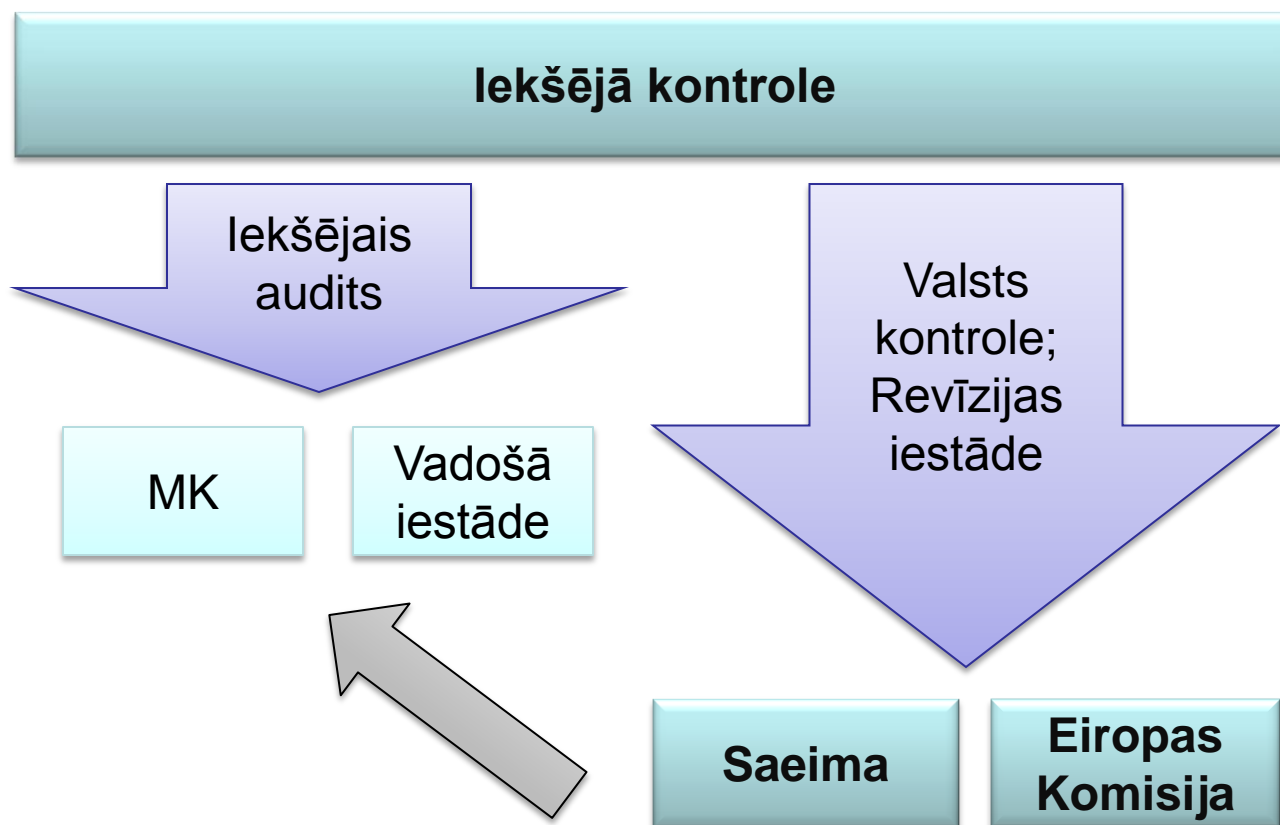 Iekšējā kontrole
Iekšējais
audits
Valsts
kontrole;
Revīzijas
iestāde
MK
Vadošā
iestāde
Saeima
Eiropas
Komisija